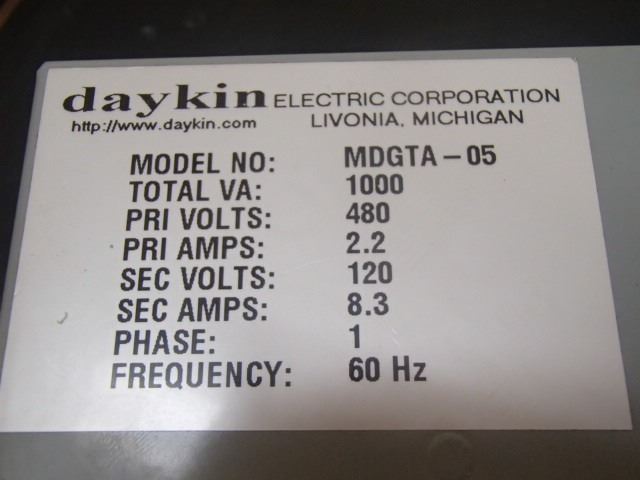 daykin ELECTRIC CORPORATION
http://www.daykin.com LIVONIA, MICHIGAN
MODEL NO: MDGTA-05
TOTAL VA: 1000
PRI VOLTS: 480
PRI AMPS: 2.2
SEC VOLTS: 120
SEC AMPS: 8.3
PHASE: 1
FREQUENCY: 60 Hz